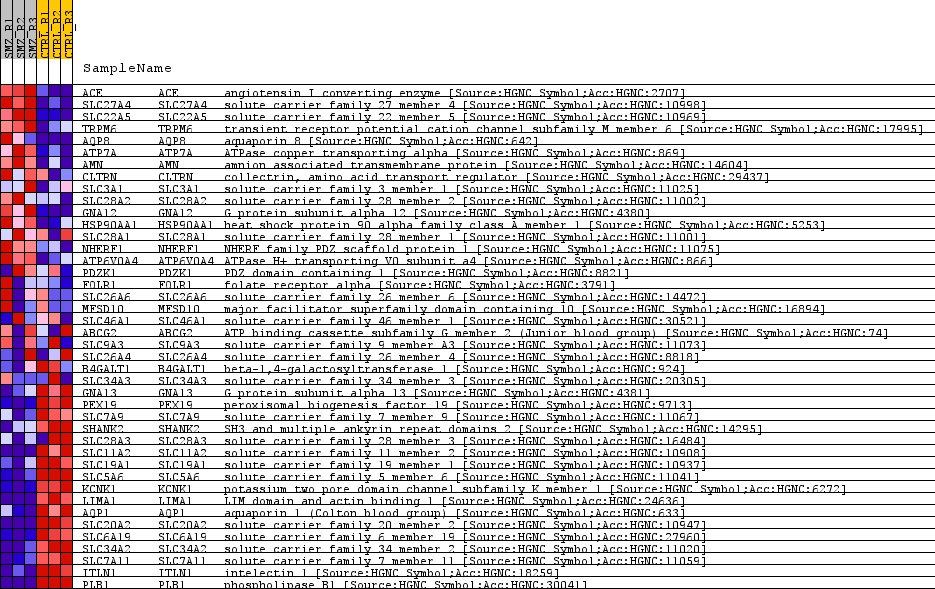 SMZ_R1
SMZ_R2
SMZ_R3
CTRL_R1
CTRL_R2
CTRL_R3
SampleName
ACE ACE angiotensin I converting enzyme [Source:HGNC Symbol;Acc:HGNC:2707]
SLC27A4 SLC27A4 solute carrier family 27 member 4 [Source:HGNC Symbol;Acc:HGNC:10998]
SLC22A5 SLC22A5 solute carrier family 22 member 5 [Source:HGNC Symbol;Acc:HGNC:10969]
TRPM6 TRPM6 transient receptor potential cation channel subfamily M member 6 [Source:HGNC Symbol;Acc:HGNC:17995]
AQP8 AQP8 aquaporin 8 [Source:HGNC Symbol;Acc:HGNC:642]
ATP7A ATP7A ATPase copper transporting alpha [Source:HGNC Symbol;Acc:HGNC:869]
AMN AMN amnion associated transmembrane protein [Source:HGNC Symbol;Acc:HGNC:14604]
CLTRN CLTRN collectrin, amino acid transport regulator [Source:HGNC Symbol;Acc:HGNC:29437]
SLC3A1 SLC3A1 solute carrier family 3 member 1 [Source:HGNC Symbol;Acc:HGNC:11025]
SLC28A2 SLC28A2 solute carrier family 28 member 2 [Source:HGNC Symbol;Acc:HGNC:11002]
GNA12 GNA12 G protein subunit alpha 12 [Source:HGNC Symbol;Acc:HGNC:4380]
HSP90AA1 HSP90AA1 heat shock protein 90 alpha family class A member 1 [Source:HGNC Symbol;Acc:HGNC:5253]
SLC28A1 SLC28A1 solute carrier family 28 member 1 [Source:HGNC Symbol;Acc:HGNC:11001]
NHERF1 NHERF1 NHERF family PDZ scaffold protein 1 [Source:HGNC Symbol;Acc:HGNC:11075]
ATP6V0A4 ATP6V0A4 ATPase H+ transporting V0 subunit a4 [Source:HGNC Symbol;Acc:HGNC:866]
PDZK1 PDZK1 PDZ domain containing 1 [Source:HGNC Symbol;Acc:HGNC:8821]
FOLR1 FOLR1 folate receptor alpha [Source:HGNC Symbol;Acc:HGNC:3791]
SLC26A6 SLC26A6 solute carrier family 26 member 6 [Source:HGNC Symbol;Acc:HGNC:14472]
MFSD10 MFSD10 major facilitator superfamily domain containing 10 [Source:HGNC Symbol;Acc:HGNC:16894]
SLC46A1 SLC46A1 solute carrier family 46 member 1 [Source:HGNC Symbol;Acc:HGNC:30521]
ABCG2 ABCG2 ATP binding cassette subfamily G member 2 (Junior blood group) [Source:HGNC Symbol;Acc:HGNC:74]
SLC9A3 SLC9A3 solute carrier family 9 member A3 [Source:HGNC Symbol;Acc:HGNC:11073]
SLC26A4 SLC26A4 solute carrier family 26 member 4 [Source:HGNC Symbol;Acc:HGNC:8818]
B4GALT1 B4GALT1 beta-1,4-galactosyltransferase 1 [Source:HGNC Symbol;Acc:HGNC:924]
SLC34A3 SLC34A3 solute carrier family 34 member 3 [Source:HGNC Symbol;Acc:HGNC:20305]
GNA13 GNA13 G protein subunit alpha 13 [Source:HGNC Symbol;Acc:HGNC:4381]
PEX19 PEX19 peroxisomal biogenesis factor 19 [Source:HGNC Symbol;Acc:HGNC:9713]
SLC7A9 SLC7A9 solute carrier family 7 member 9 [Source:HGNC Symbol;Acc:HGNC:11067]
SHANK2 SHANK2 SH3 and multiple ankyrin repeat domains 2 [Source:HGNC Symbol;Acc:HGNC:14295]
SLC28A3 SLC28A3 solute carrier family 28 member 3 [Source:HGNC Symbol;Acc:HGNC:16484]
SLC11A2 SLC11A2 solute carrier family 11 member 2 [Source:HGNC Symbol;Acc:HGNC:10908]
SLC19A1 SLC19A1 solute carrier family 19 member 1 [Source:HGNC Symbol;Acc:HGNC:10937]
SLC5A6 SLC5A6 solute carrier family 5 member 6 [Source:HGNC Symbol;Acc:HGNC:11041]
KCNK1 KCNK1 potassium two pore domain channel subfamily K member 1 [Source:HGNC Symbol;Acc:HGNC:6272]
LIMA1 LIMA1 LIM domain and actin binding 1 [Source:HGNC Symbol;Acc:HGNC:24636]
AQP1 AQP1 aquaporin 1 (Colton blood group) [Source:HGNC Symbol;Acc:HGNC:633]
SLC20A2 SLC20A2 solute carrier family 20 member 2 [Source:HGNC Symbol;Acc:HGNC:10947]
SLC6A19 SLC6A19 solute carrier family 6 member 19 [Source:HGNC Symbol;Acc:HGNC:27960]
SLC34A2 SLC34A2 solute carrier family 34 member 2 [Source:HGNC Symbol;Acc:HGNC:11020]
SLC7A11 SLC7A11 solute carrier family 7 member 11 [Source:HGNC Symbol;Acc:HGNC:11059]
ITLN1 ITLN1 intelectin 1 [Source:HGNC Symbol;Acc:HGNC:18259]
PLB1 PLB1 phospholipase B1 [Source:HGNC Symbol;Acc:HGNC:30041]